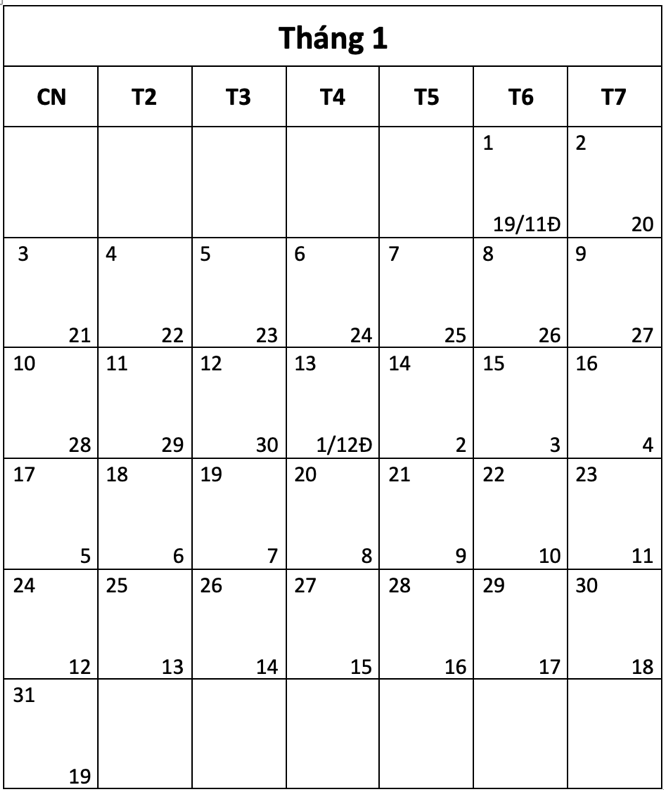 Tháng 1
CN T2 T3 T4 T5 T6 T7
1 2
19/11Đ 20
3 4 5 6 7 8 9
21 22 23 24 25 26 27
10 11 12 13 14 15 16
28 29 30 1/12Đ 2 3 4
17 18 19 20 21 22 23
5 6 7 8 9 10 11
24 25 26 27 28 29 30
12 13 14 15 16 17 18
31
19